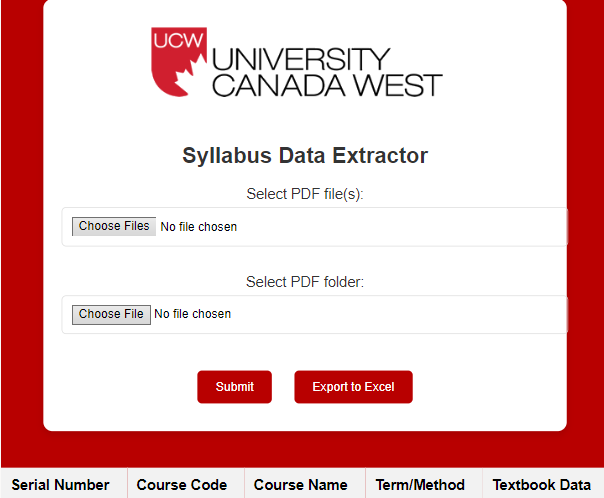 UCW
UNIVERSITY
CANADA WEST
Syllabus Data Extractor
Select PDF file(s):
Choose Files No file chosen
Select PDF folder:
Choose File No file chosen
Submit Export to Excel
Serial Number Course Code Course Name Term/Method Textbook Data